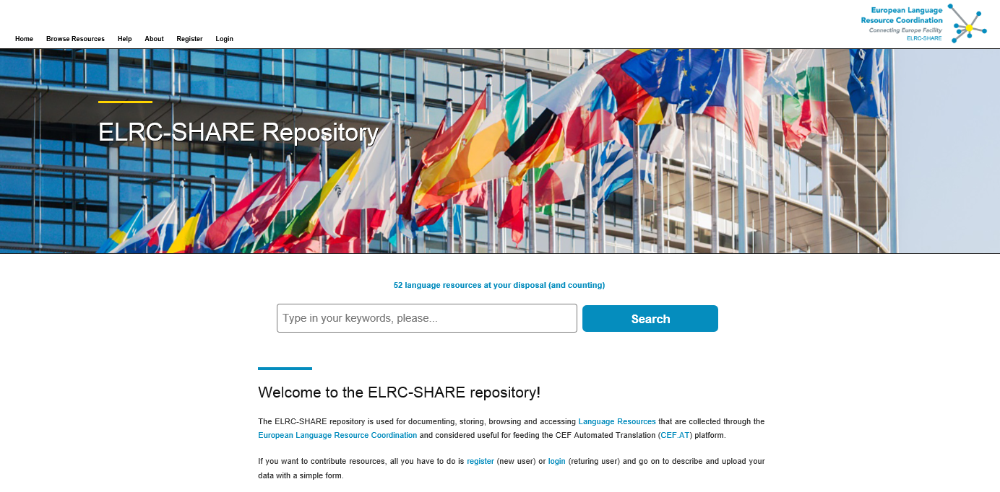 European Language
Resource Coordination
Connecting Europe Facility
ELRC-SHARE
Home Browse Resources Help About Register Login
ELRC-SHARE Repository
52 language resources at your disposal (and counting)
Type in your keywords, please... Search
Welcome to the ELRC-SHARE repository!
The ELRC-SHARE repository is used for documenting, storing, browsing and accessing Language Resources that are collected through the
European Language Resource Coordination and considered useful for feeding the CEF Automated Translation (CEF.AT) platform.
If you want to contribute resources, all you have to do is register (new user) or login (returing user) and go on to describe and upload your
data with a simple form.